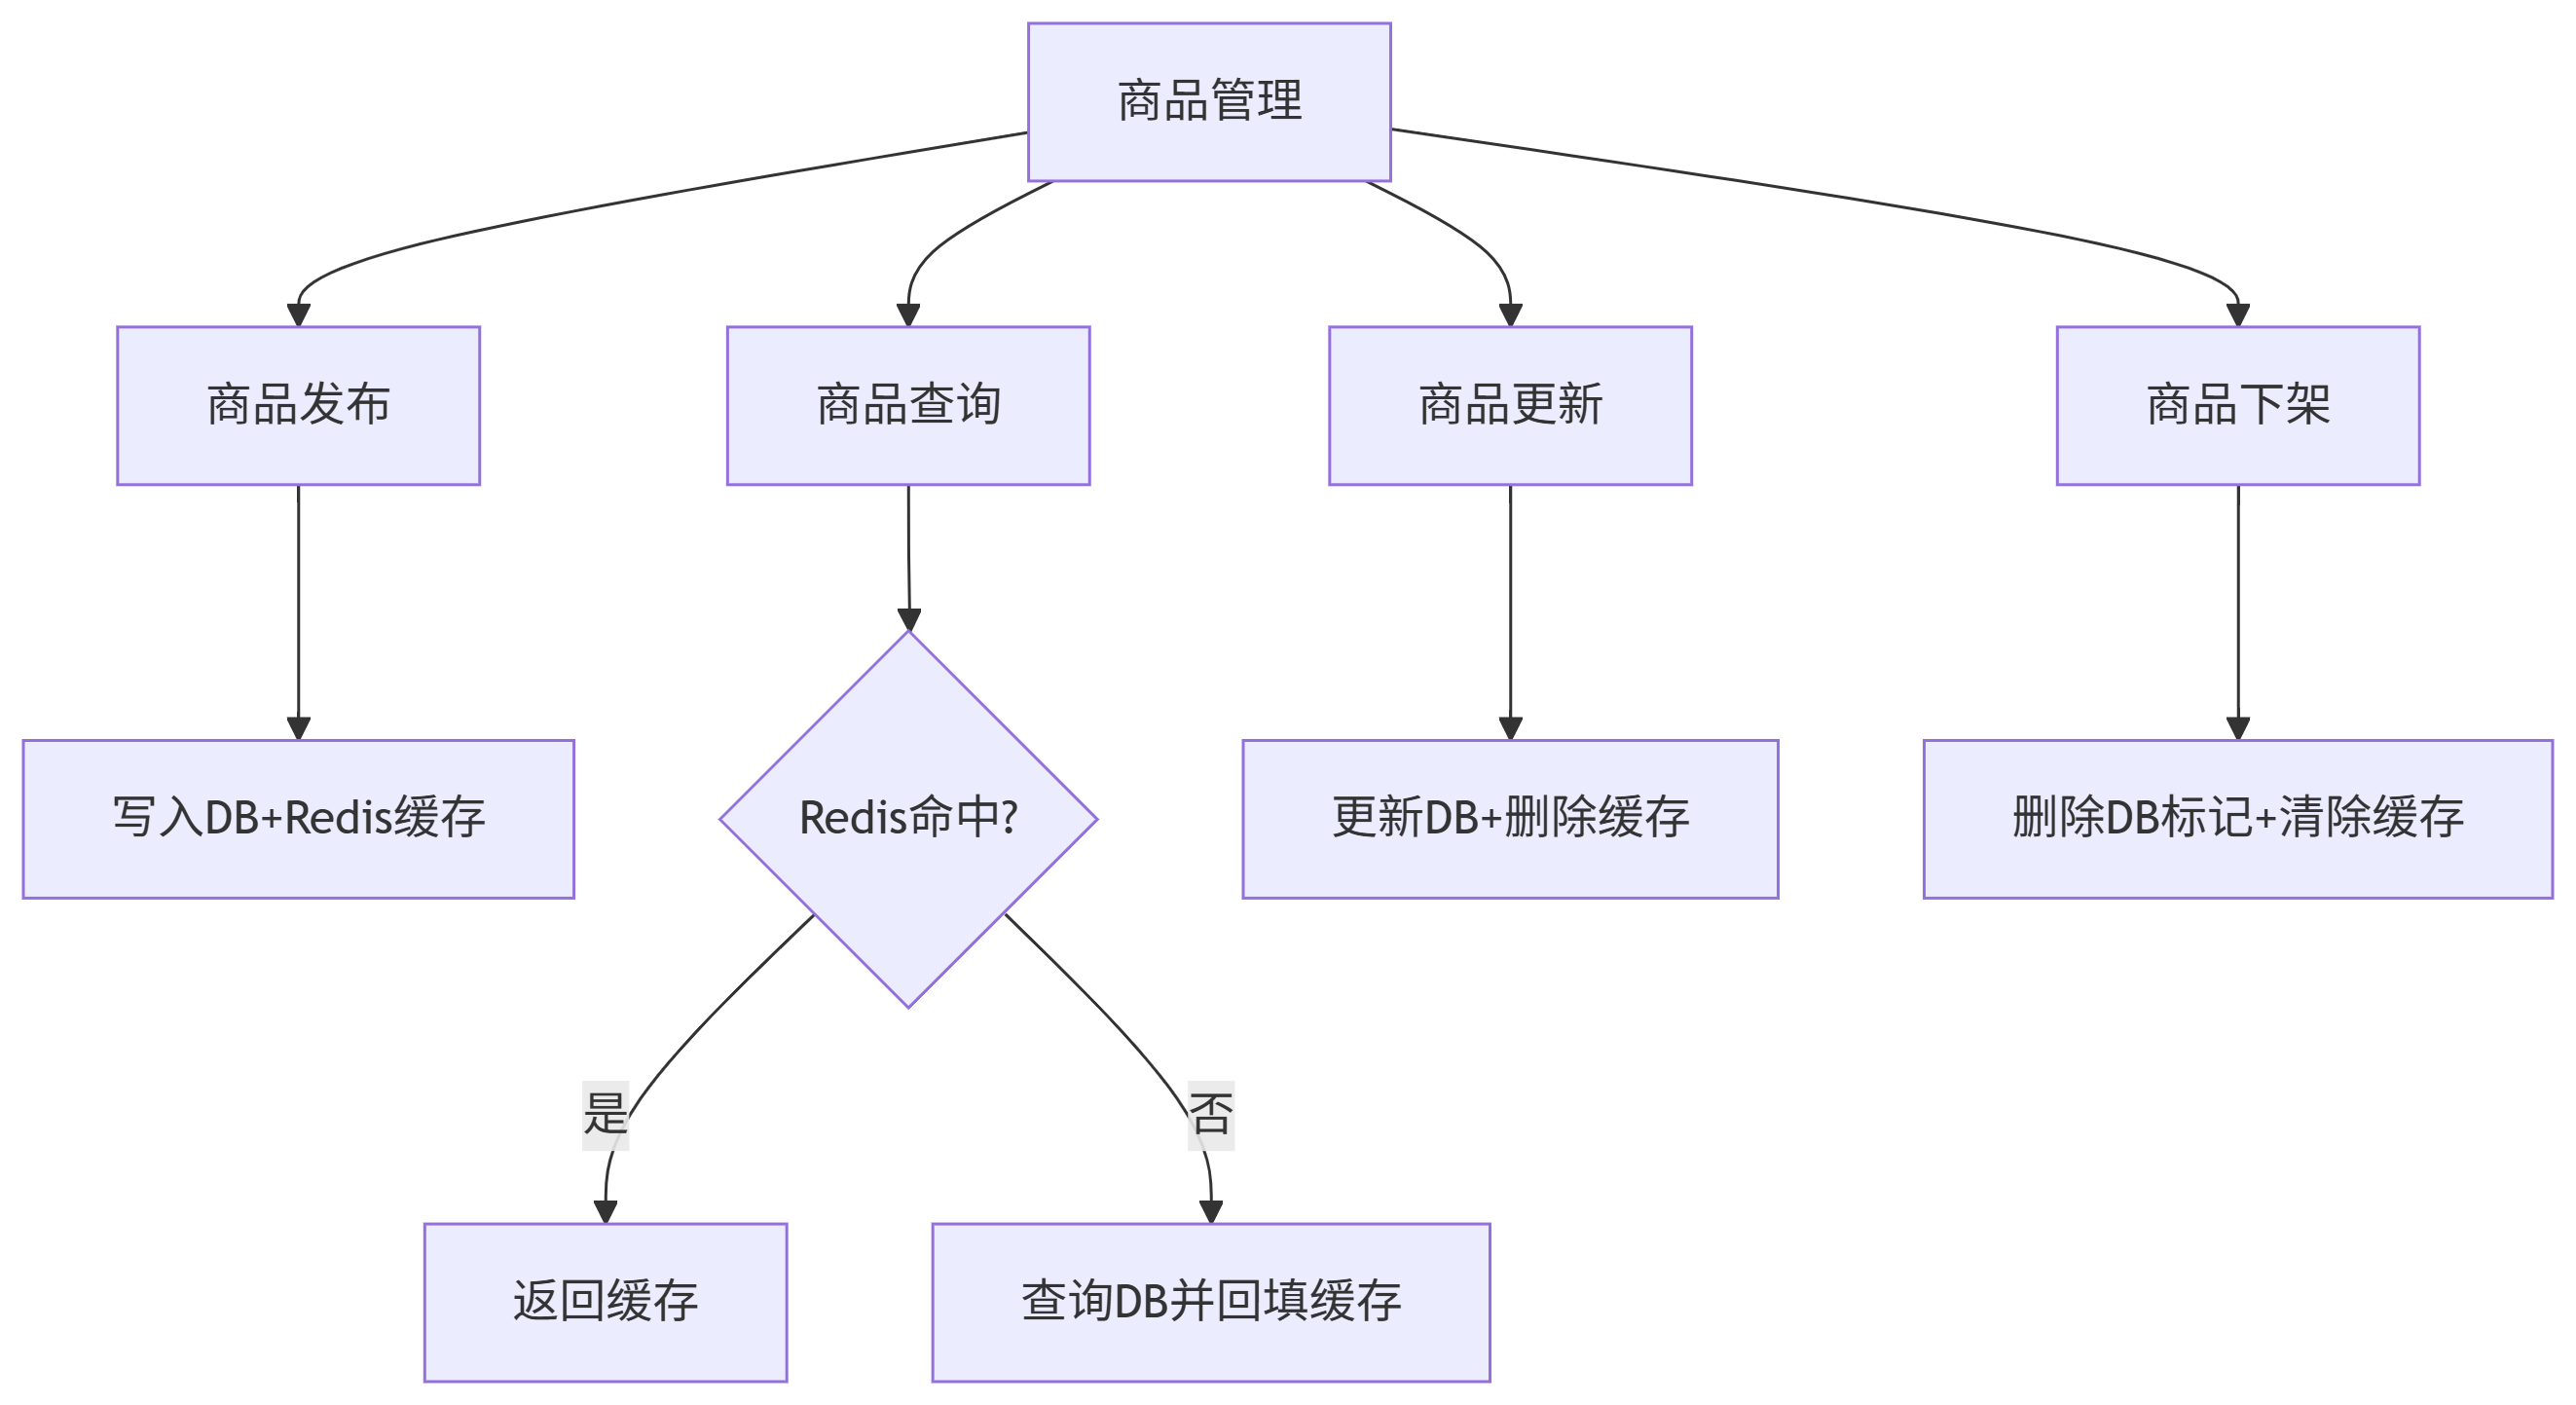 商品管理
商品发布
商品查询
商品更新
商品下架
写入DB+Redis缓存
Redis命中?
更新DB+删除缓存
删除DB标记+清除缓存
是
否
返回缓存
查询DB并回填缓存